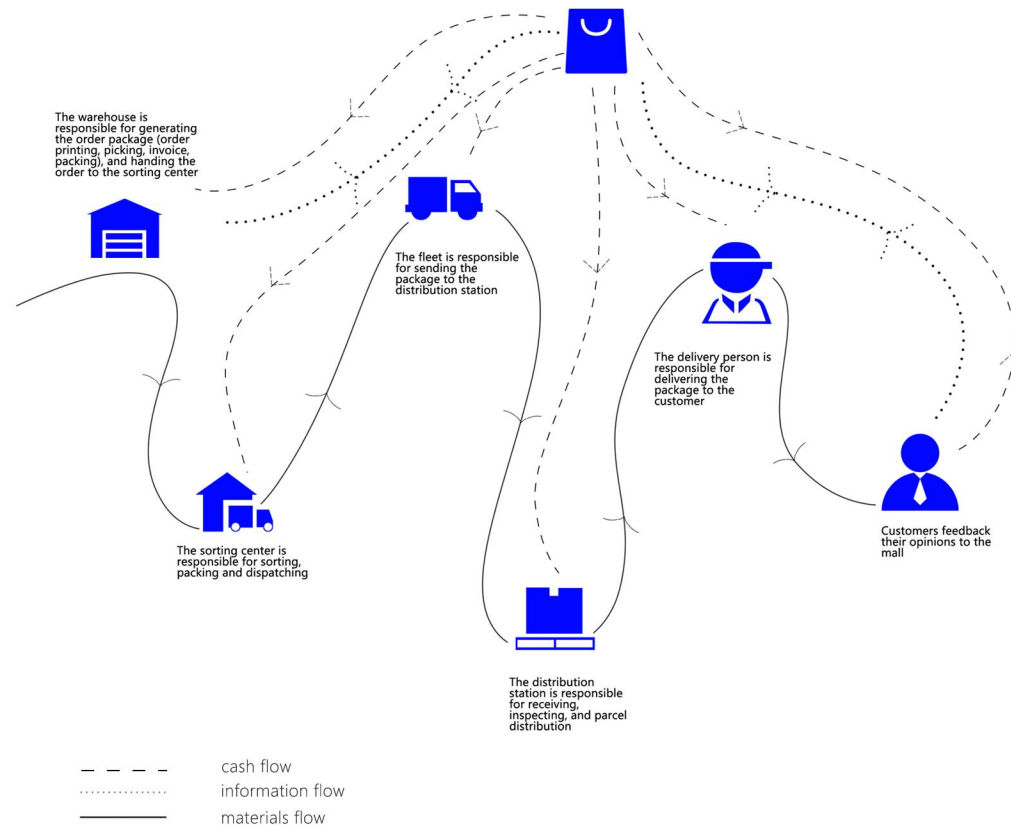 The warehouse is
responsible for generating
the order package (order
printing, picking, invoice,
packing), and handing the
order to the sorting center
The fleet is responsible
for sending the
package to the
distribution station
The delivery person is
responsible for
delivering the
package to the
customer
Customers feedback
their opinions to the
mall
The sorting center is
responsible for sorting,
packing and dispatching
The distribution
station is responsible
for receiving,
inspecting, and parcel
distribution
cash flow
information flow
materials flow